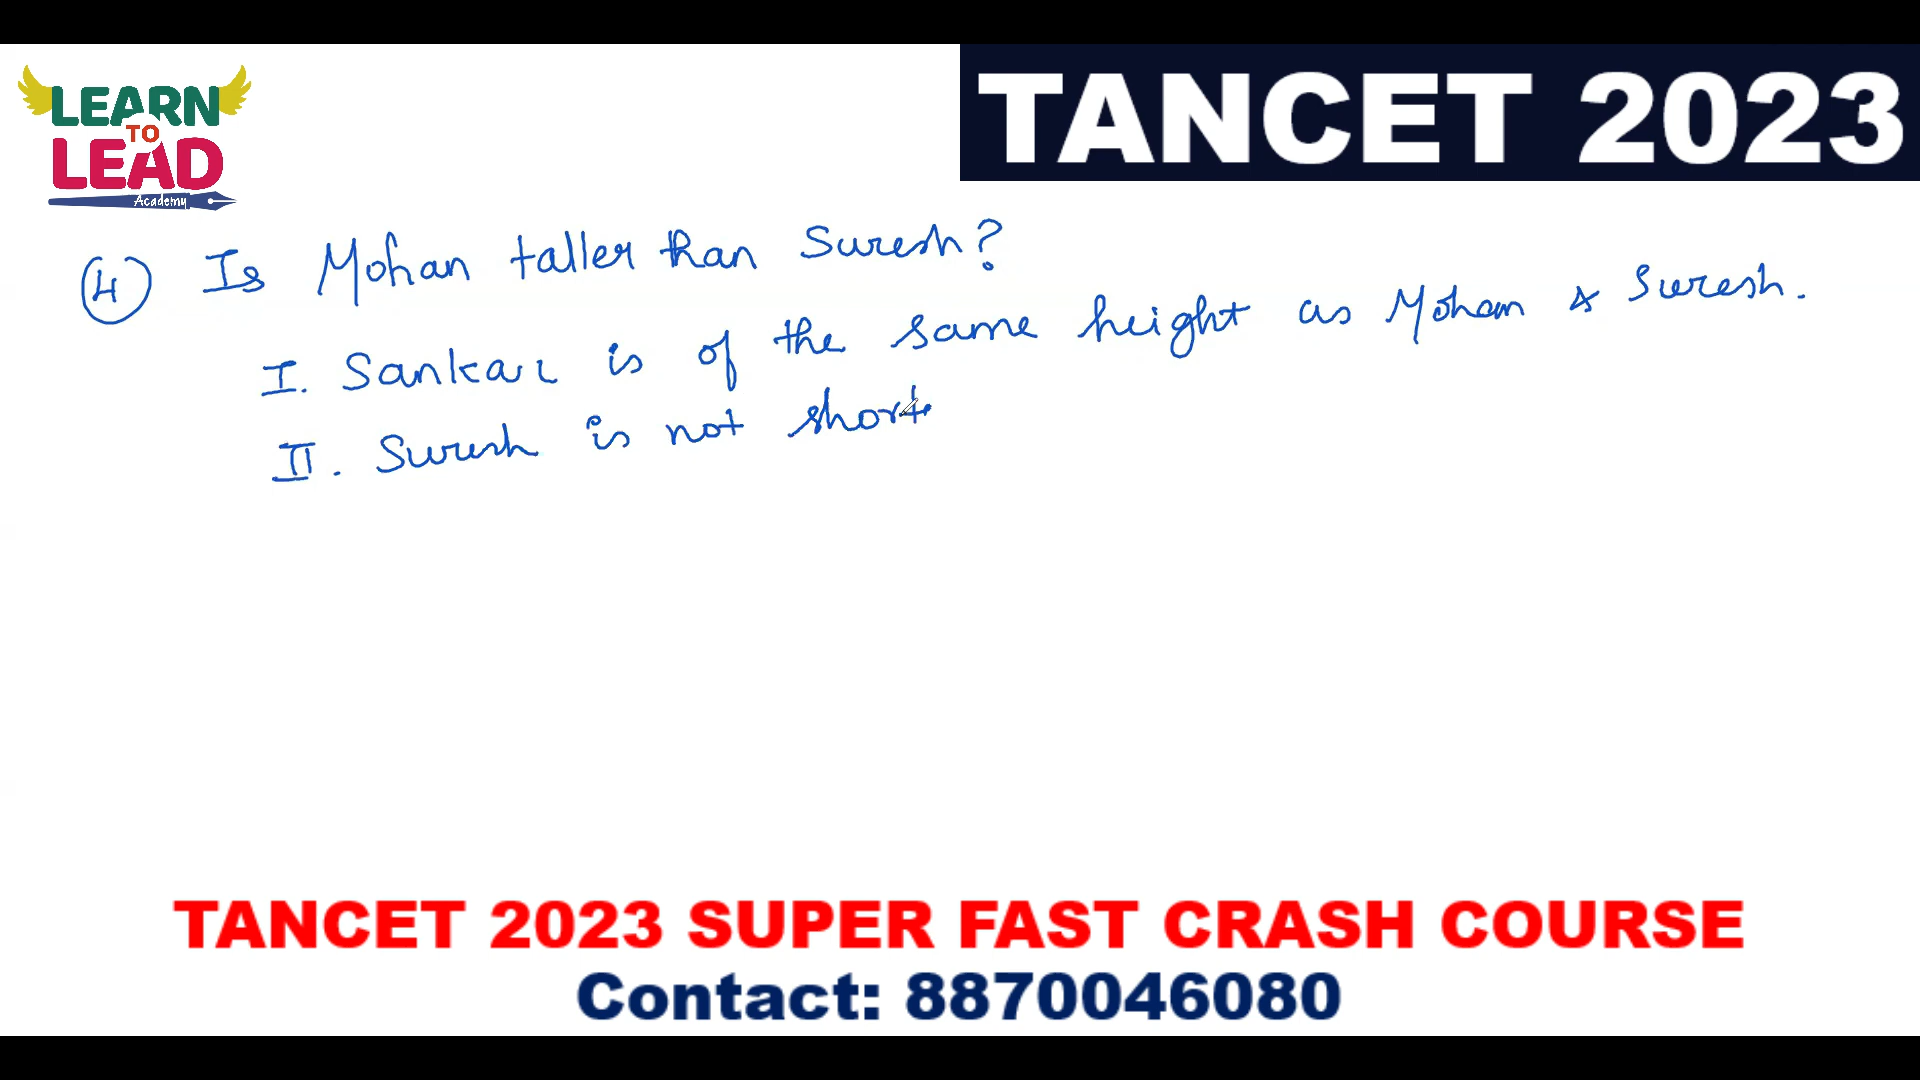 LEARN
TO
LEAD
Academy
TANCET 2023
4 Is Mohan taller than Suresh?
I. Sankar is of the same height as Mohan & Suresh.
II. Suresh is not short
TANCET 2023 SUPER FAST CRASH COURSE
Contact: 8870046080